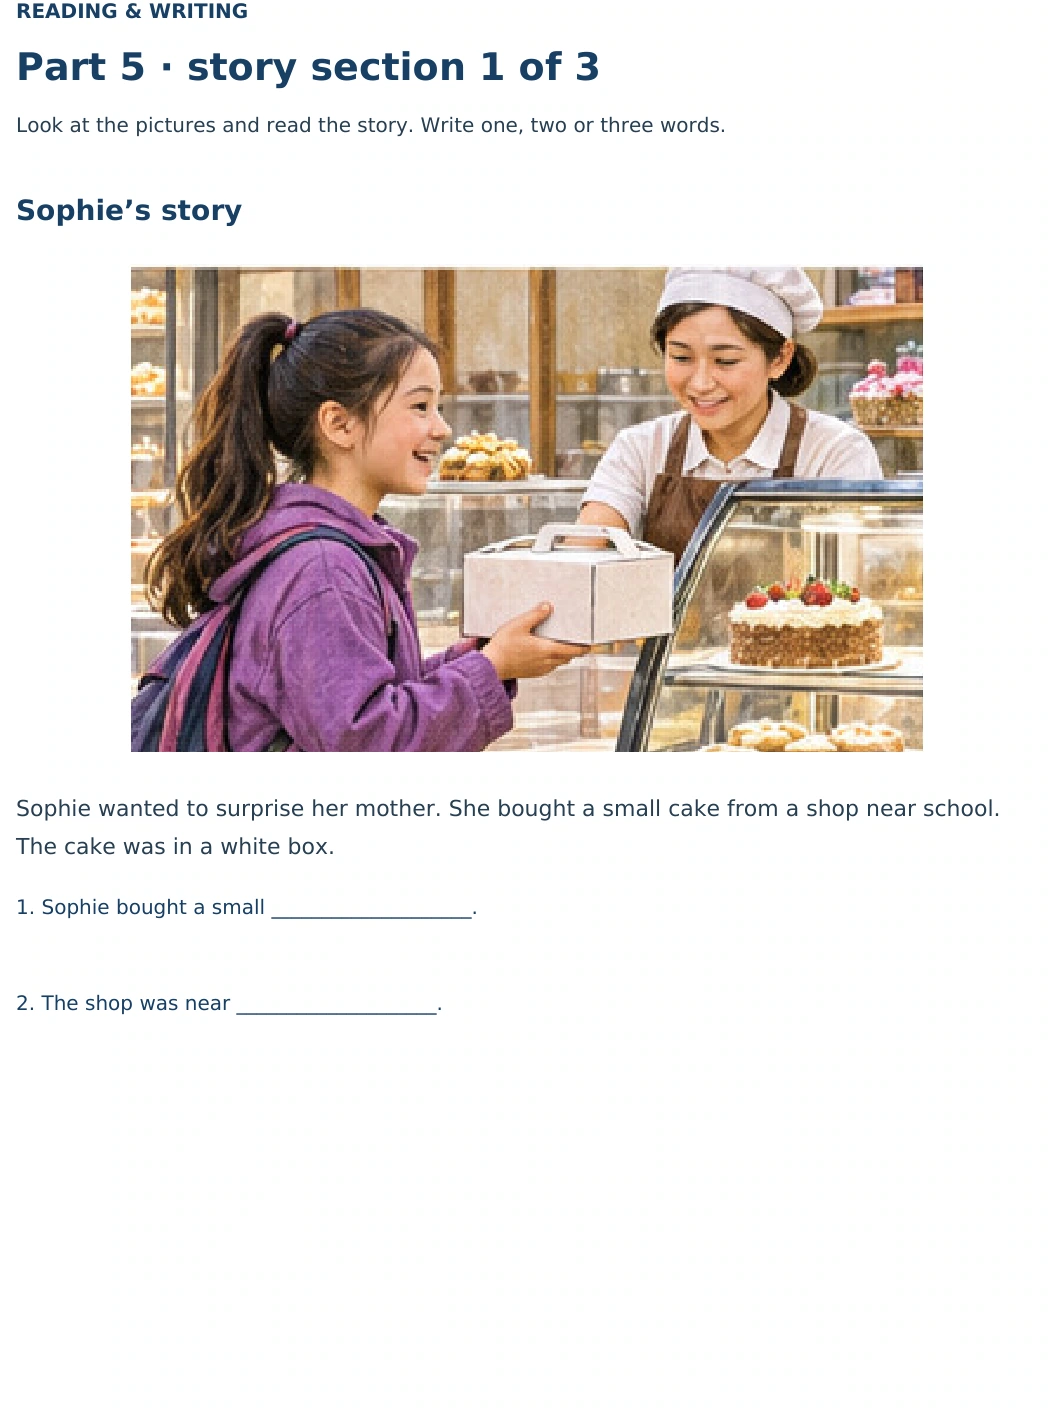 READING & WRITING
Part 5 · story section 1 of 3
Look at the pictures and read the story. Write one, two or three words.
Sophie’s story
Sophie wanted to surprise her mother. She bought a small cake from a shop near school.
The cake was in a white box.
1. Sophie bought a small ____________________.
2. The shop was near ____________________.